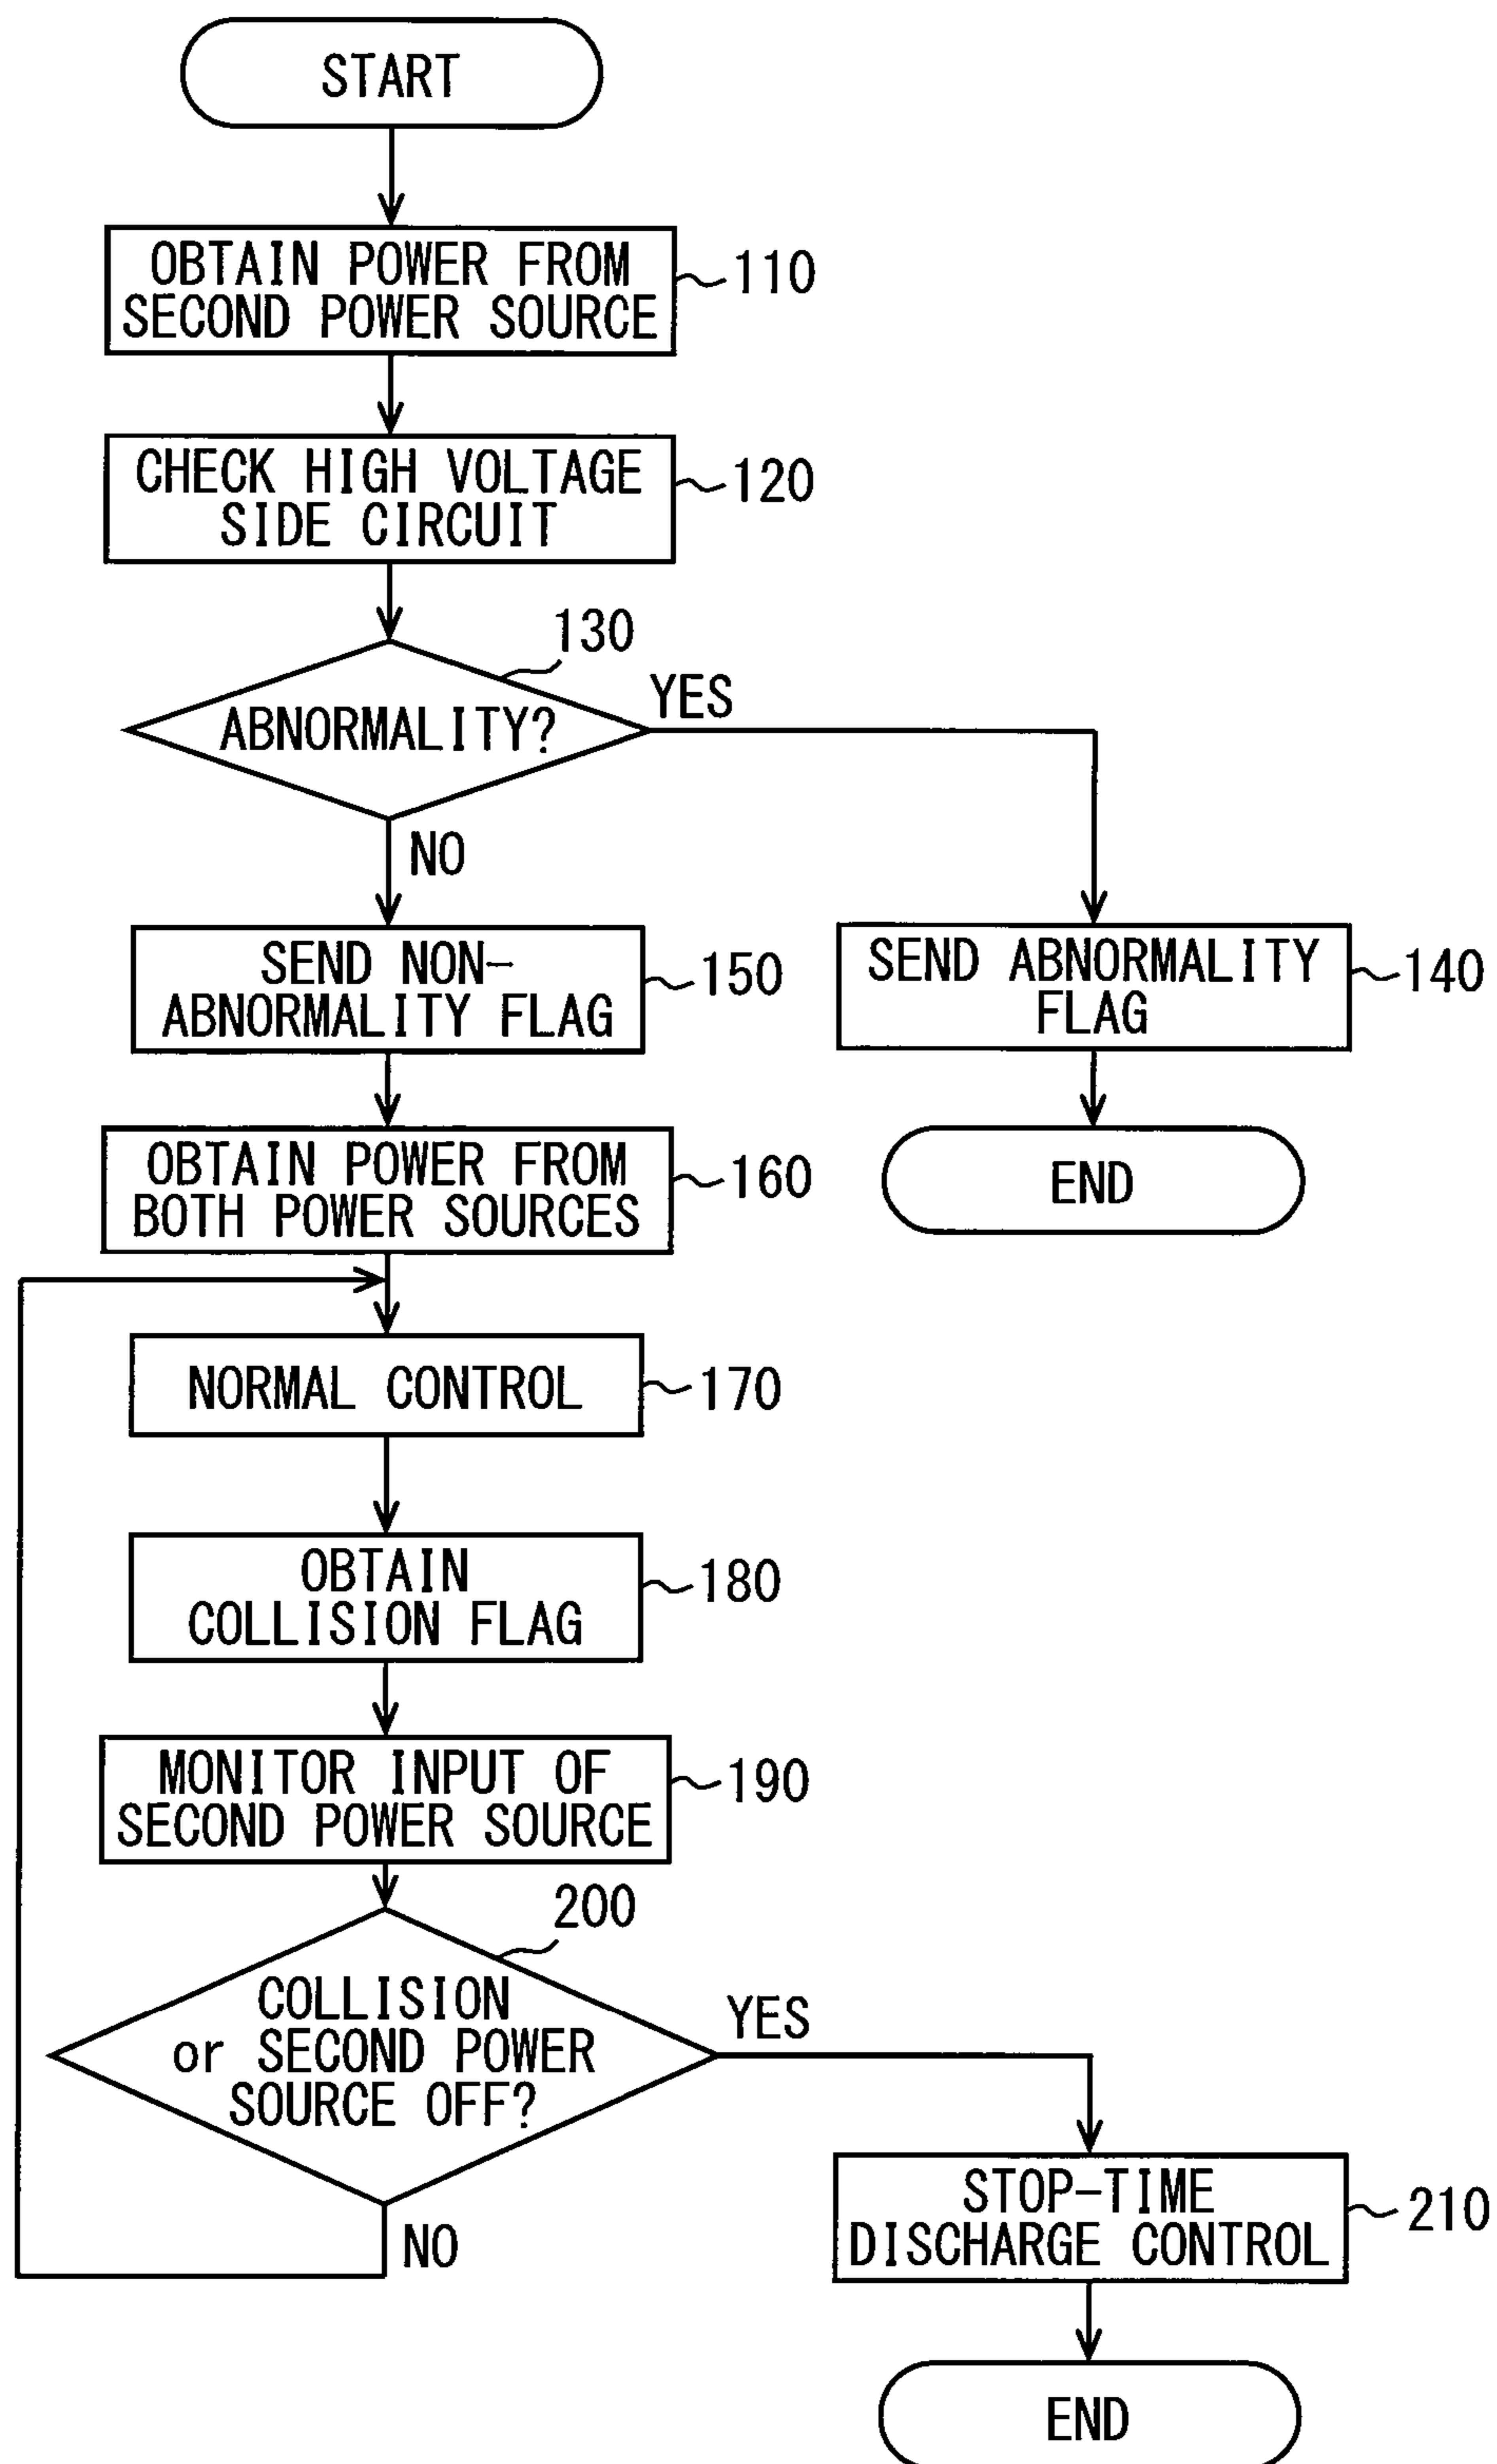 START
OBTAIN POWER FROM
SECOND POWER SOURCE
110
CHECK HIGH VOLTAGE
SIDE CIRCUIT
120
130
ABNORMALITY?
YES
NO
SEND NON-
ABNORMALITY FLAG
150
SEND ABNORMALITY
FLAG
140
OBTAIN POWER FROM
BOTH POWER SOURCES
160
END
NORMAL CONTROL
170
OBTAIN
COLLISION FLAG
180
MONITOR INPUT OF
SECOND POWER SOURCE
190
200
COLLISION
or SECOND POWER
SOURCE OFF?
YES
NO
STOP-TIME
DISCHARGE CONTROL
210
END